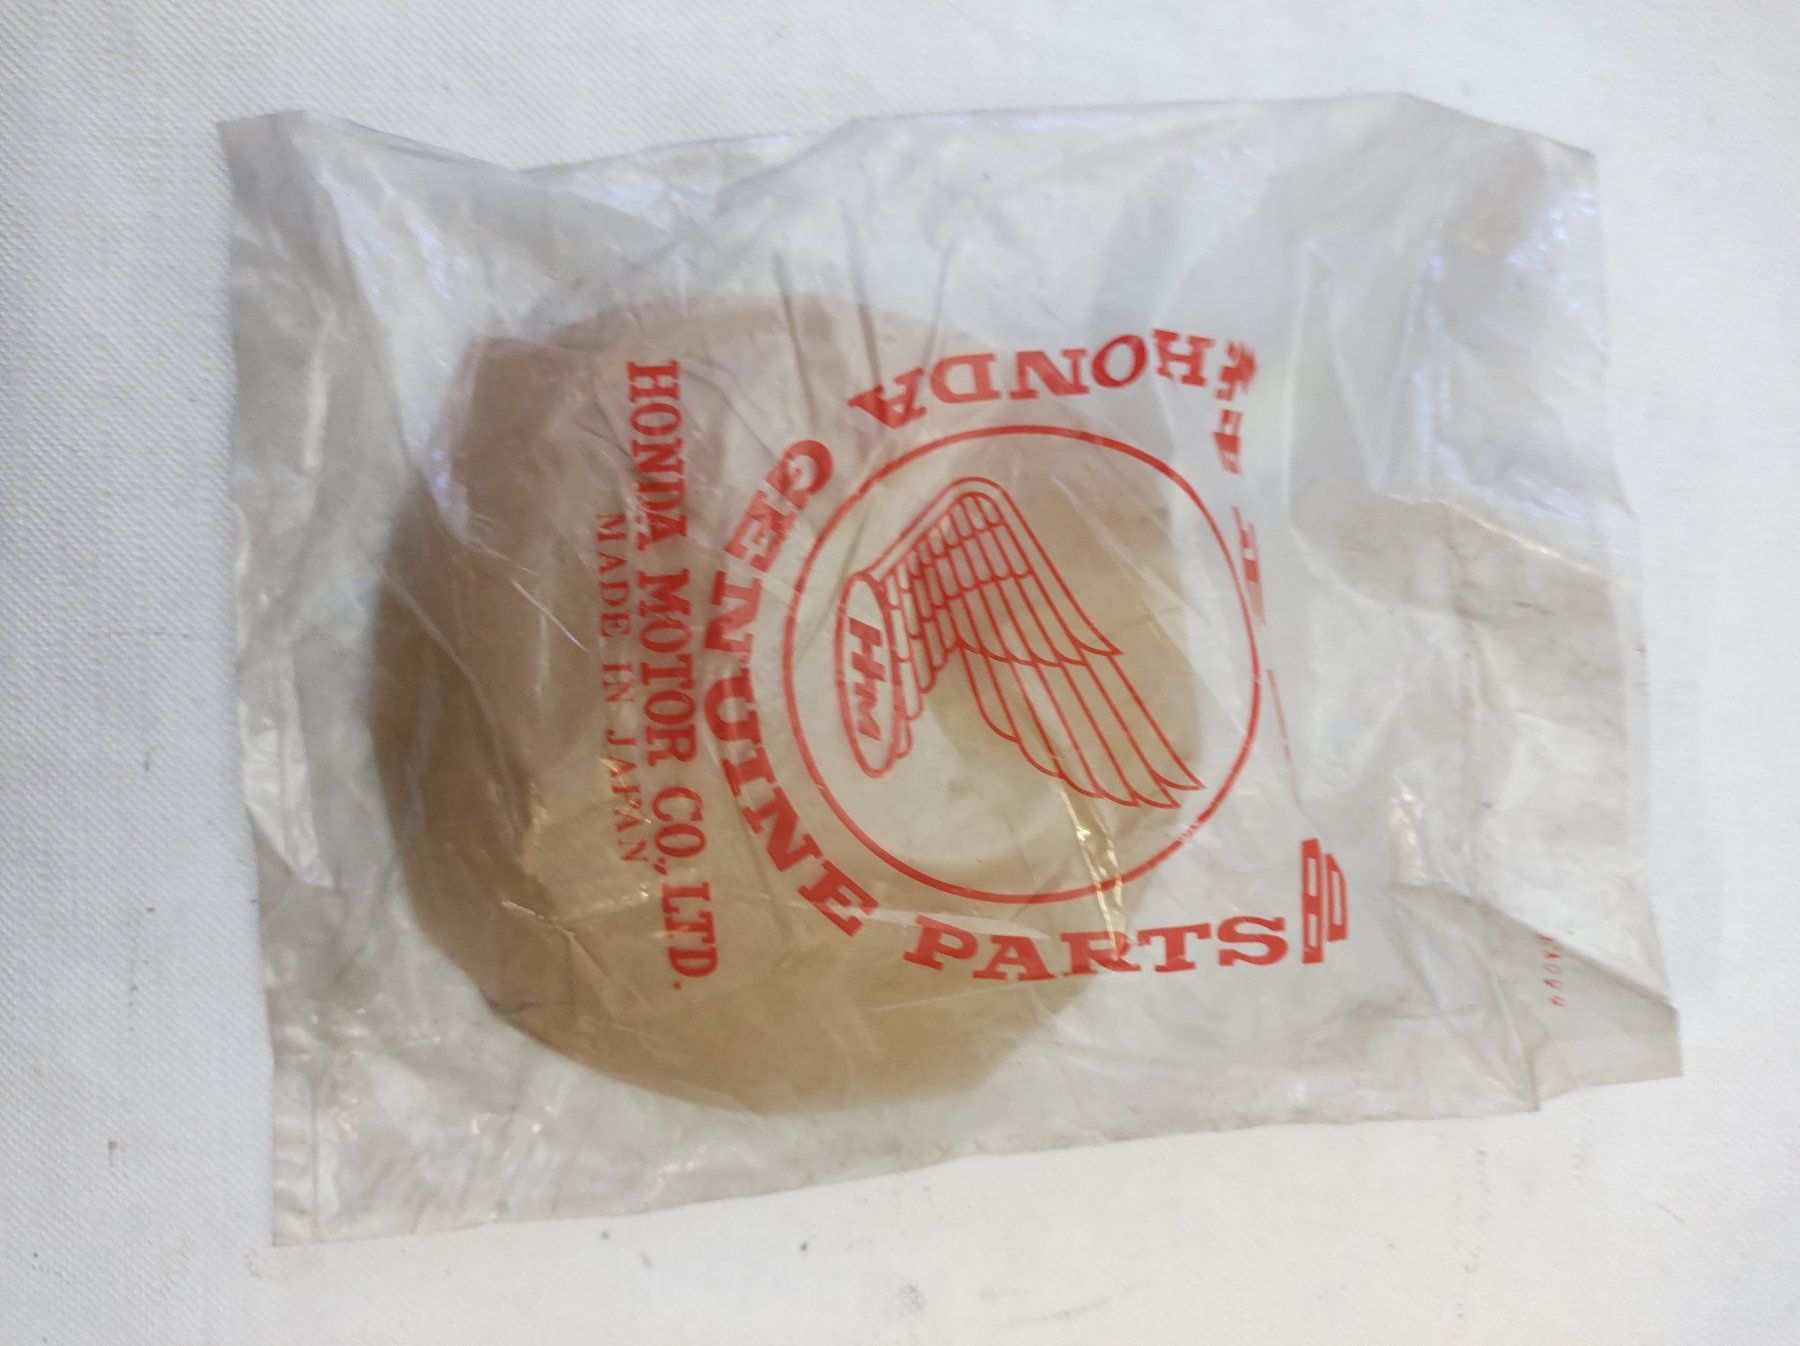 HONDA GENUINE PARTS
HM
HONDA MOTOR CO., LTD.
MADE IN JAPAN